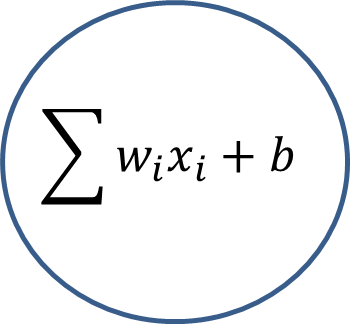 ∑ wᵢxᵢ + b